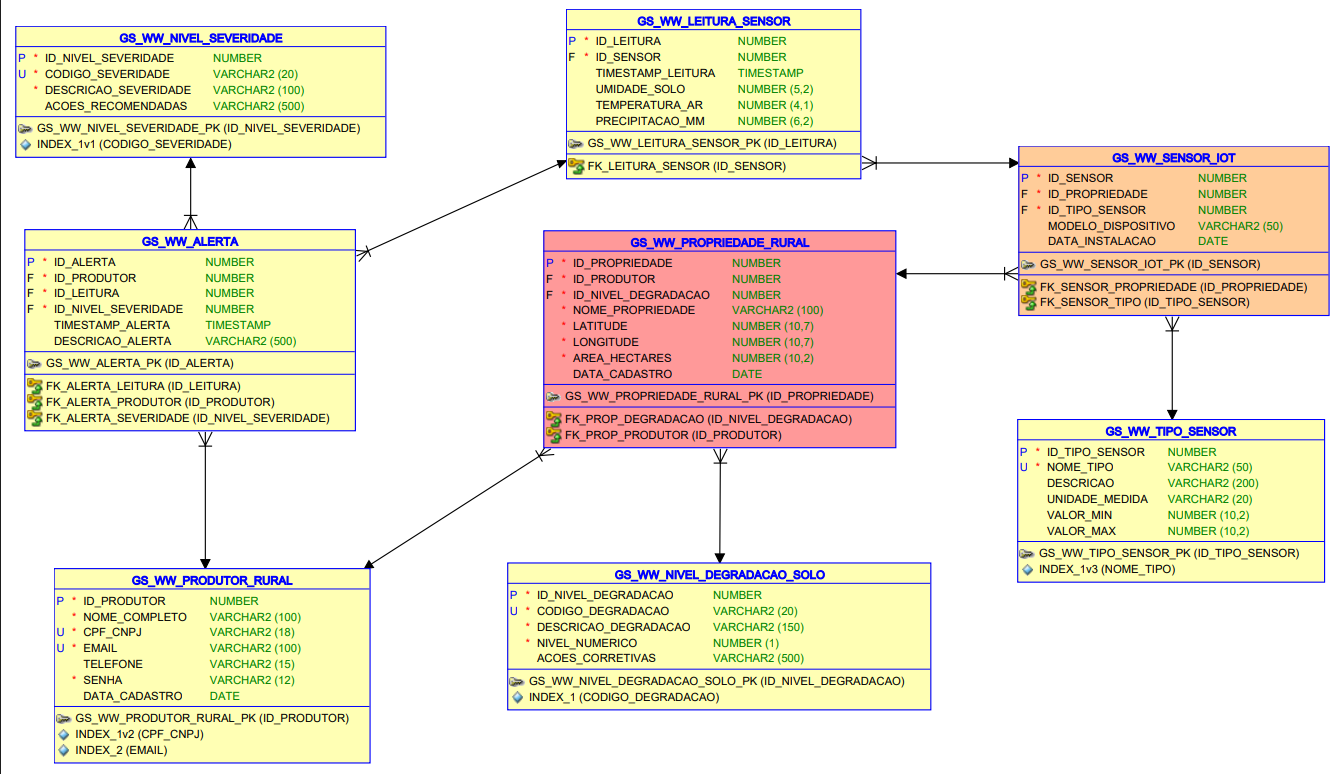 GS_WW_NIVEL_SEVERIDADE
P * ID_NIVEL_SEVERIDADE NUMBER
U * CODIGO_SEVERIDADE VARCHAR2 (20)
* DESCRICAO_SEVERIDADE VARCHAR2 (100)
ACOES_RECOMENDADAS VARCHAR2 (500)
GS_WW_NIVEL_SEVERIDADE_PK (ID_NIVEL_SEVERIDADE)
INDEX_1v1 (CODIGO_SEVERIDADE)
GS_WW_LEITURA_SENSOR
P * ID_LEITURA NUMBER
F * ID_SENSOR NUMBER
TIMESTAMP_LEITURA TIMESTAMP
UMIDADE_SOLO NUMBER (5,2)
TEMPERATURA_AR NUMBER (4,1)
PRECIPITACAO_MM NUMBER (6,2)
GS_WW_LEITURA_SENSOR_PK (ID_LEITURA)
FK_LEITURA_SENSOR (ID_SENSOR)
GS_WW_SENSOR_IOT
P * ID_SENSOR NUMBER
F * ID_PROPRIEDADE NUMBER
F * ID_TIPO_SENSOR NUMBER
MODELO_DISPOSITIVO VARCHAR2 (50)
DATA_INSTALACAO DATE
GS_WW_SENSOR_IOT_PK (ID_SENSOR)
FK_SENSOR_PROPRIEDADE (ID_PROPRIEDADE)
FK_SENSOR_TIPO (ID_TIPO_SENSOR)
GS_WW_ALERTA
P * ID_ALERTA NUMBER
F * ID_PRODUTOR NUMBER
F * ID_LEITURA NUMBER
F * ID_NIVEL_SEVERIDADE NUMBER
TIMESTAMP_ALERTA TIMESTAMP
DESCRICAO_ALERTA VARCHAR2 (500)
GS_WW_ALERTA_PK (ID_ALERTA)
FK_ALERTA_LEITURA (ID_LEITURA)
FK_ALERTA_PRODUTOR (ID_PRODUTOR)
FK_ALERTA_SEVERIDADE (ID_NIVEL_SEVERIDADE)
GS_WW_PROPRIEDADE_RURAL
P * ID_PROPRIEDADE NUMBER
F * ID_PRODUTOR NUMBER
F * ID_NIVEL_DEGRADACAO NUMBER
* NOME_PROPRIEDADE VARCHAR2 (100)
* LATITUDE NUMBER (10,7)
* LONGITUDE NUMBER (10,7)
* AREA_HECTARES NUMBER (10,2)
DATA_CADASTRO DATE
GS_WW_PROPRIEDADE_RURAL_PK (ID_PROPRIEDADE)
FK_PROP_DEGRADACAO (ID_NIVEL_DEGRADACAO)
FK_PROP_PRODUTOR (ID_PRODUTOR)
GS_WW_TIPO_SENSOR
P * ID_TIPO_SENSOR NUMBER
U * NOME_TIPO VARCHAR2 (50)
DESCRICAO VARCHAR2 (200)
UNIDADE_MEDIDA VARCHAR2 (20)
VALOR_MIN NUMBER (10,2)
VALOR_MAX NUMBER (10,2)
GS_WW_TIPO_SENSOR_PK (ID_TIPO_SENSOR)
INDEX_1v3 (NOME_TIPO)
GS_WW_PRODUTOR_RURAL
P * ID_PRODUTOR NUMBER
* NOME_COMPLETO VARCHAR2 (100)
U * CPF_CNPJ VARCHAR2 (18)
U * EMAIL VARCHAR2 (100)
TELEFONE VARCHAR2 (15)
* SENHA VARCHAR2 (12)
DATA_CADASTRO DATE
GS_WW_PRODUTOR_RURAL_PK (ID_PRODUTOR)
INDEX_1v2 (CPF_CNPJ)
INDEX_2 (EMAIL)
GS_WW_NIVEL_DEGRADACAO_SOLO
P * ID_NIVEL_DEGRADACAO NUMBER
U * CODIGO_DEGRADACAO VARCHAR2 (20)
* DESCRICAO_DEGRADACAO VARCHAR2 (150)
* NIVEL_NUMERICO NUMBER (1)
ACOES_CORRETIVAS VARCHAR2 (500)
GS_WW_NIVEL_DEGRADACAO_SOLO_PK (ID_NIVEL_DEGRADACAO)
INDEX_1 (CODIGO_DEGRADACAO)